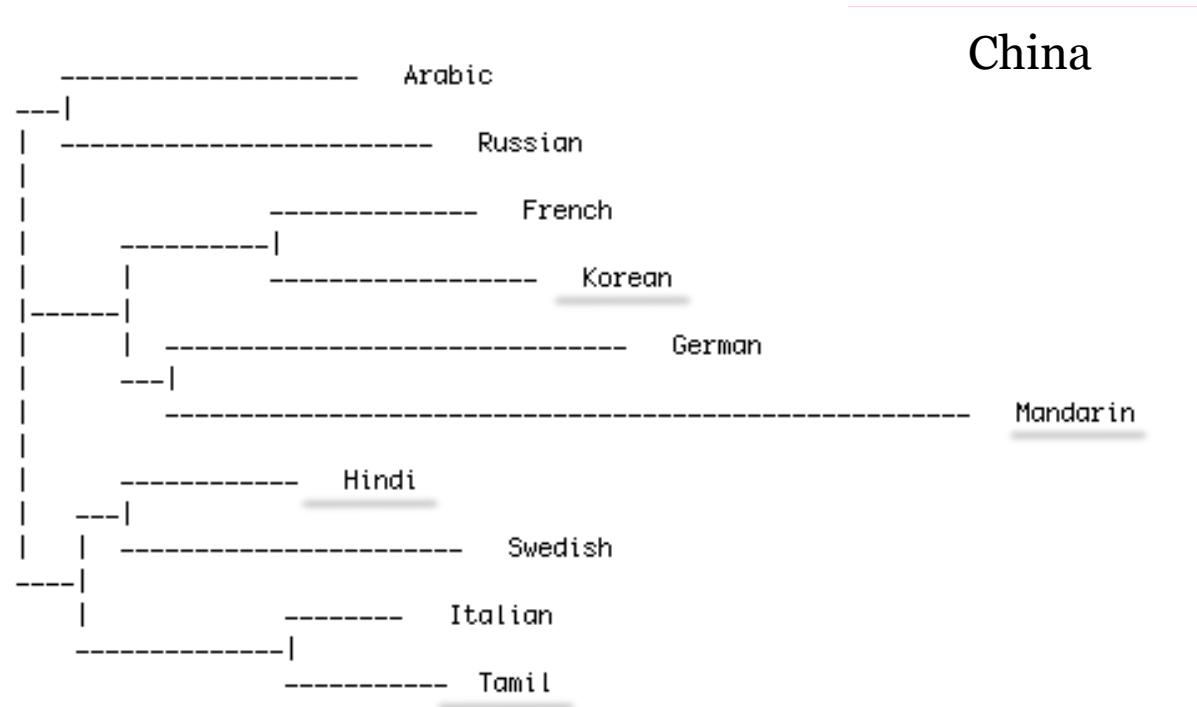 China
Arabic
Russian
French
Korean
German
Mandarin
Hindi
Swedish
Italian
Tamil